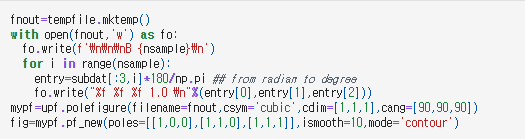 fnout=tempfile.mktemp()
with open(fnout,'w') as fo:
fo.write(f'₩n₩n₩nB {nsample}₩n')
for i in range(nsample):
entry=subdat[:3,i]*180/np.pi ## from radian to degree
fo.write("%f %f %f 1.0 ₩n"%(entry[0],entry[1],entry[2]))
mypf=upf.polefigure(filename=fnout,csym='cubic',cdim=[1,1,1],cang=[90,90,90])
fig=mypf.pf_new(poles=[[1,0,0],[1,1,0],[1,1,1]],ismooth=10,mode='contour')